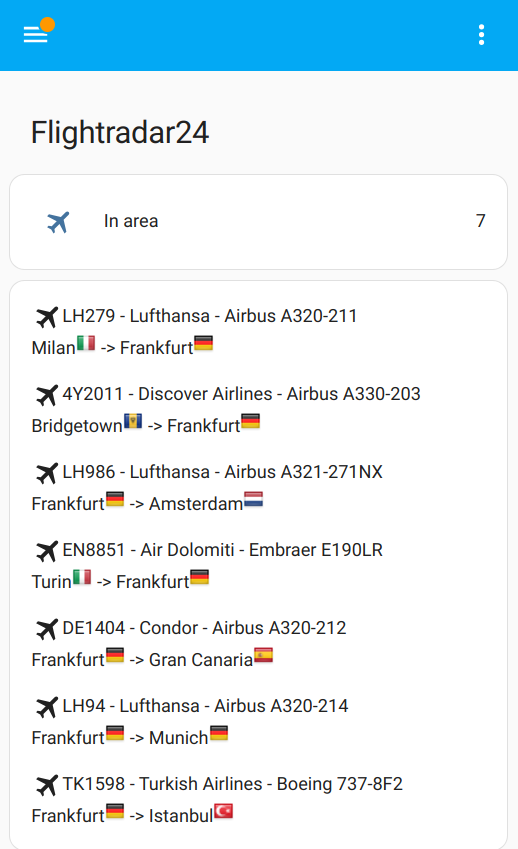 Flightradar24
In area 7
LH279 - Lufthansa - Airbus A320-211
Milan🇮🇹 -> Frankfurt🇩🇪
4Y2011 - Discover Airlines - Airbus A330-203
Bridgetown🇧🇧 -> Frankfurt🇩🇪
LH986 - Lufthansa - Airbus A321-271NX
Frankfurt🇩🇪 -> Amsterdam🇳🇱
EN8851 - Air Dolomiti - Embraer E190LR
Turin🇮🇹 -> Frankfurt🇩🇪
DE1404 - Condor - Airbus A320-212
Frankfurt🇩🇪 -> Gran Canaria🇪🇸
LH94 - Lufthansa - Airbus A320-214
Frankfurt🇩🇪 -> Munich🇩🇪
TK1598 - Turkish Airlines - Boeing 737-8F2
Frankfurt🇩🇪 -> Istanbul🇹🇷